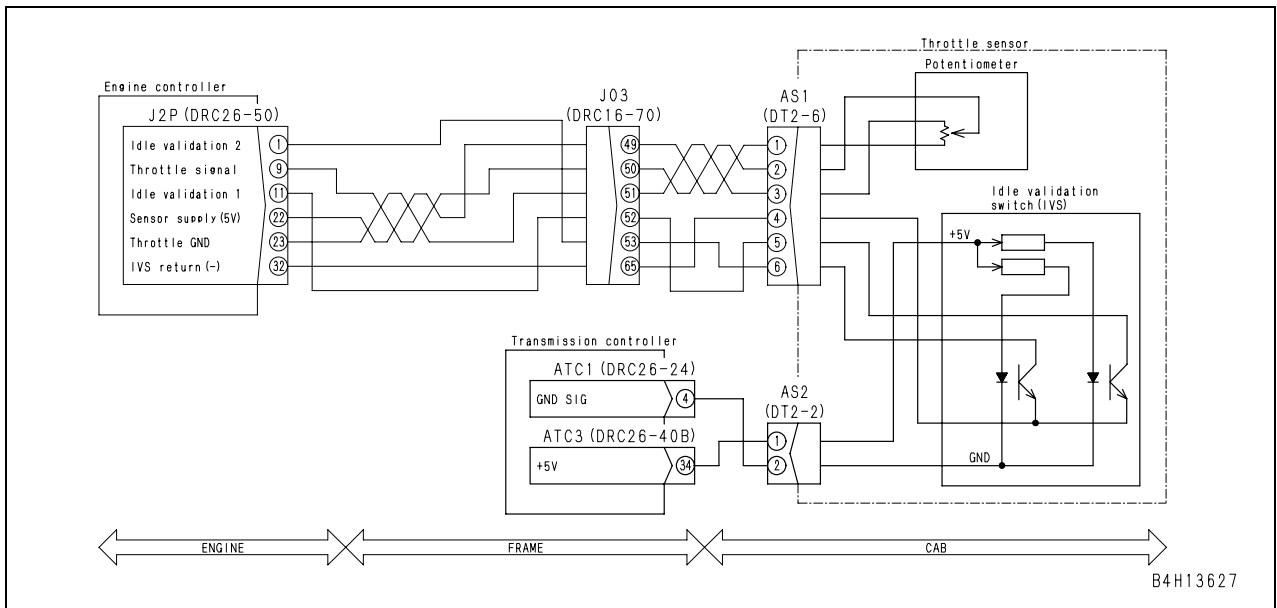 Throttle sensor
Potentiometer
Engine controller
J2P (DRC26-50)
J03
(DRC16-70)
AS1
(DT2-6)
Idle validation 2
1
Throttle signal
9
Idle validation 1
11
Sensor supply (5V)
22
Throttle GND
23
IVS return (-)
32
49
50
51
52
53
65
1
2
3
4
5
6
Idle validation
switch (IVS)
+5V
GND
Transmission controller
ATC1 (DRC26-24)
GND SIG
4
ATC3 (DRC26-40B)
+5V
34
AS2
(DT2-2)
1
2
ENGINE
FRAME
CAB
B4H13627